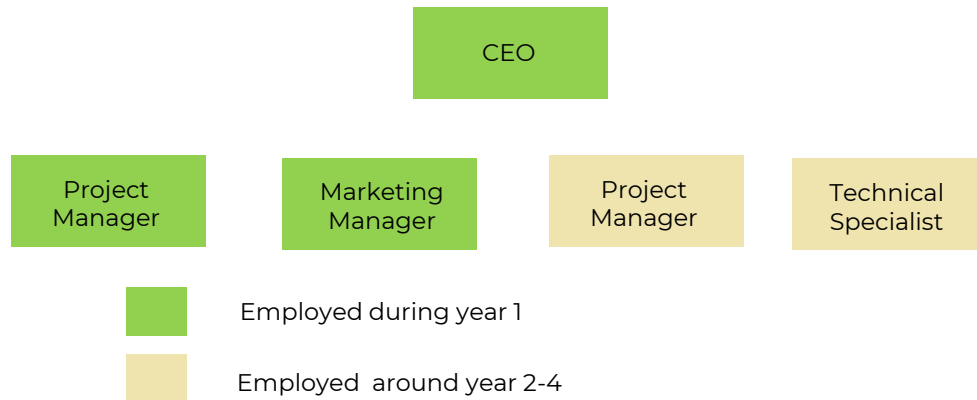 CEO
Project
Manager
Marketing
Manager
Project
Manager
Technical
Specialist
Employed during year 1
Employed around year 2-4